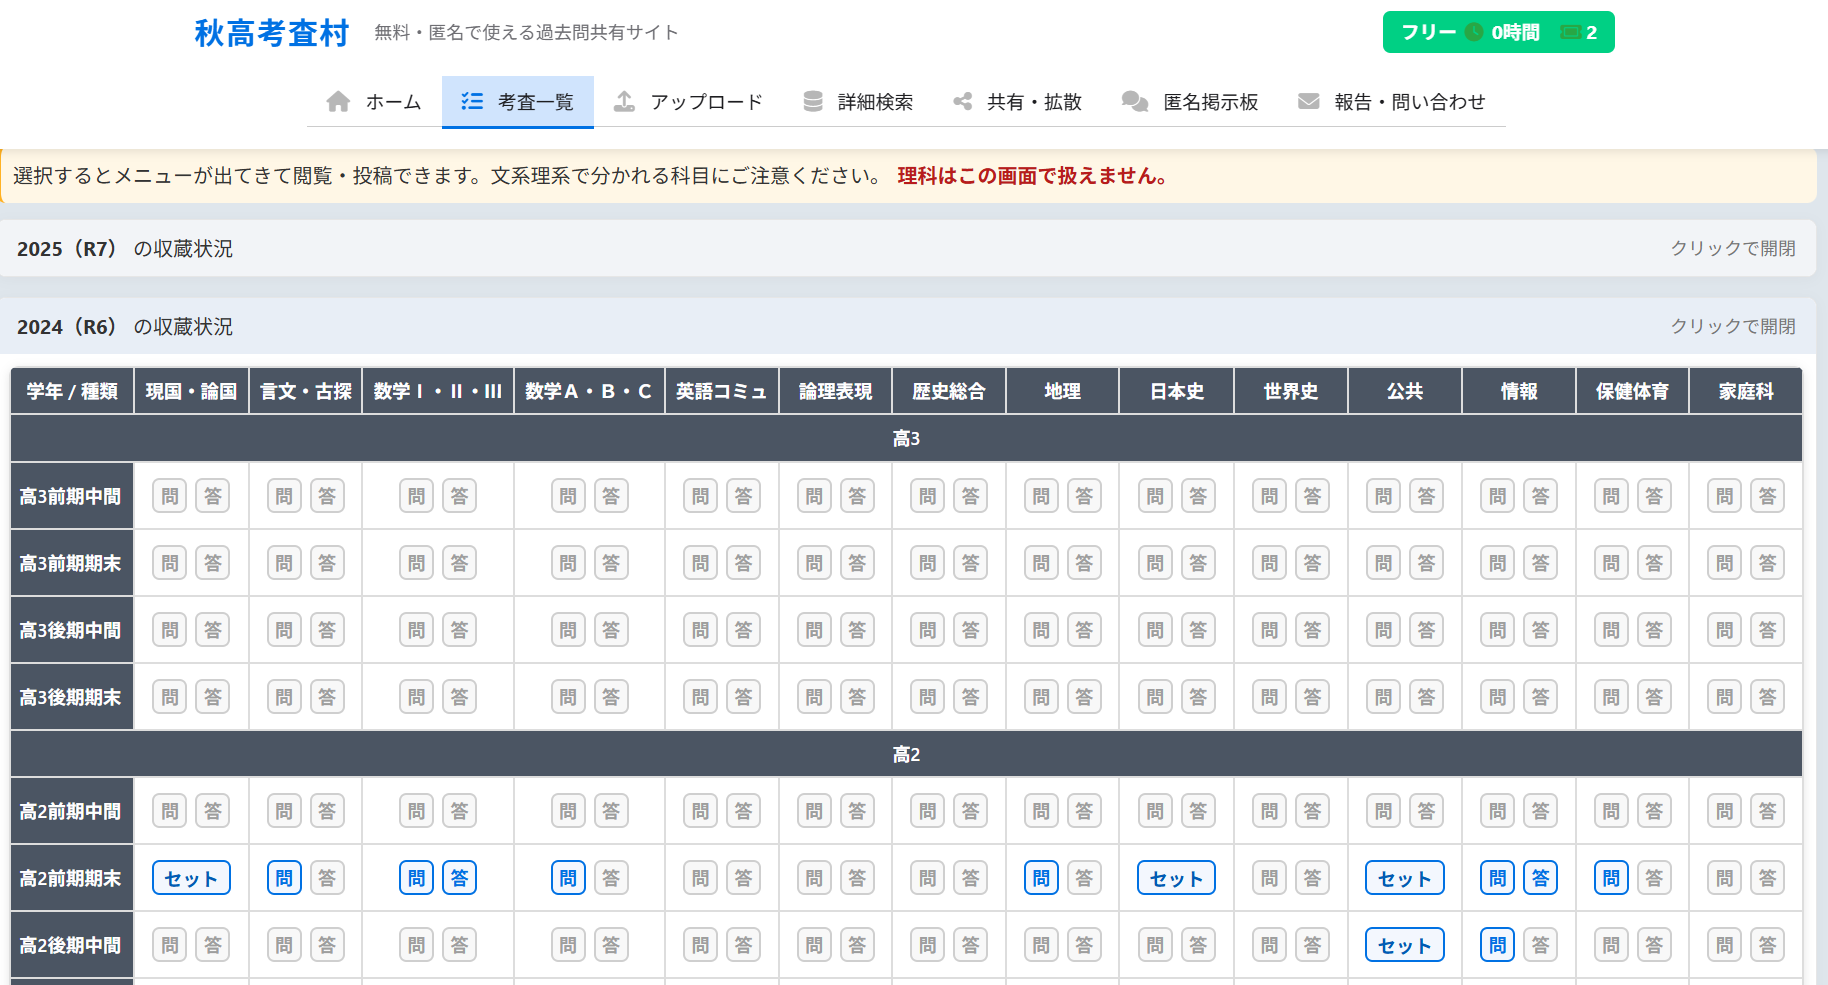 秋高考査村 無料・匿名で使える過去問共有サイト フリー 0時間 2
ホーム 考査一覧 アップロード 詳細検索 共有・拡散 匿名掲示板 報告・問い合わせ
選択するとメニューが出てきて閲覧・投稿できます。文系理系で分かれる科目にご注意ください。 理科はこの画面で扱えません。
2025（R7） の収蔵状況 クリックで開閉
2024（R6） の収蔵状況 クリックで開閉
学年 / 種類 現国・論国 言文・古探 数学Ⅰ・Ⅱ・Ⅲ 数学Ａ・Ｂ・Ｃ 英語コミュ 論理表現 歴史総合 地理 日本史 世界史 公共 情報 保健体育 家庭科
高3
高3前期中間 問 答 問 答 問 答 問 答 問 答 問 答 問 答 問 答 問 答 問 答 問 答 問 答 問 答 問 答
高3前期期末 問 答 問 答 問 答 問 答 問 答 問 答 問 答 問 答 問 答 問 答 問 答 問 答 問 答 問 答
高3後期中間 問 答 問 答 問 答 問 答 問 答 問 答 問 答 問 答 問 答 問 答 問 答 問 答 問 答 問 答
高3後期期末 問 答 問 答 問 答 問 答 問 答 問 答 問 答 問 答 問 答 問 答 問 答 問 答 問 答 問 答
高2
高2前期中間 問 答 問 答 問 答 問 答 問 答 問 答 問 答 問 答 問 答 問 答 問 答 問 答 問 答 問 答
高2前期期末 セット 問 答 問 答 問 答 問 答 問 答 問 答 問 答 セット 問 答 セット 問 答 問 答 問 答
高2後期中間 問 答 問 答 問 答 問 答 問 答 問 答 問 答 問 答 問 答 問 答 セット 問 答 問 答 問 答